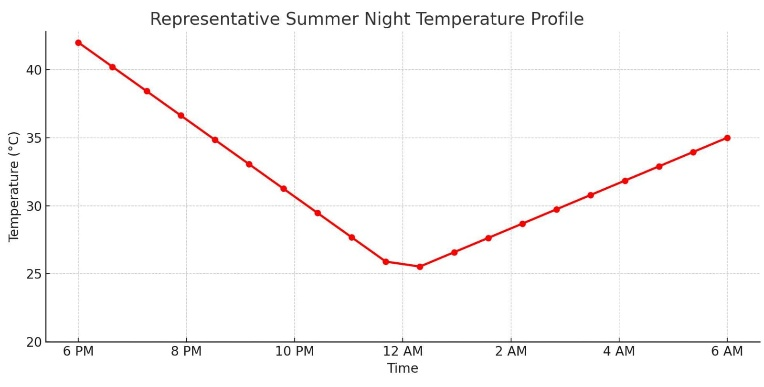 Representative Summer Night Temperature Profile
Temperature (°C)
40
35
30
25
20
6 PM 8 PM 10 PM 12 AM 2 AM 4 AM 6 AM
Time